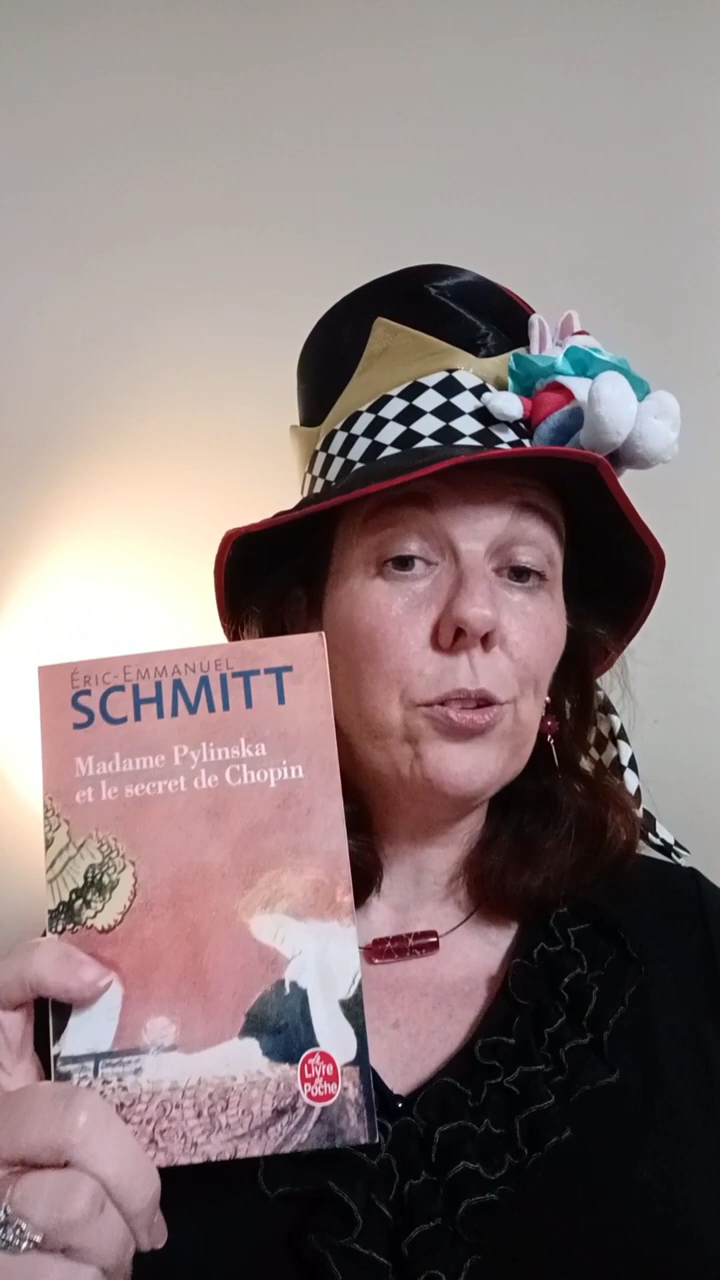 ÉRIC-EMMANUEL
SCHMITT
Madame Pylinska
et le secret de Chopin
Le
Livre
de
Poche